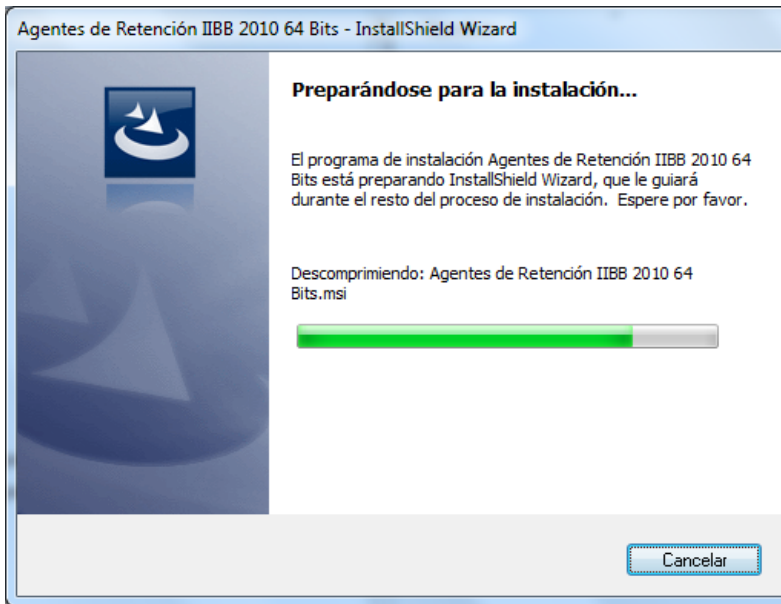 Agentes de Retención IIBB 2010 64 Bits - InstallShield Wizard
Preparándose para la instalación...
El programa de instalación Agentes de Retención IIBB 2010 64
Bits está preparando InstallShield Wizard, que le guiará
durante el resto del proceso de instalación. Espere por favor.
Descomprimiendo: Agentes de Retención IIBB 2010 64
Bits.msi
Cancelar